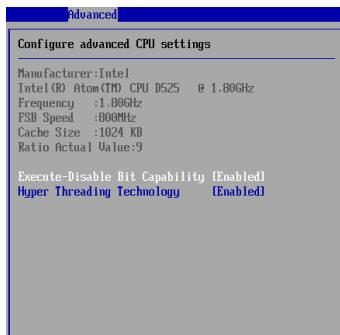 Advanced
Configure advanced CPU settings
Manufacturer:Intel
Intel(R) Atom(TM) CPU D525 @ 1.80GHz
Frequency :1.80GHz
FSB Speed :800MHz
Cache Size :1024 KB
Ratio Actual Value:9
Execute-Disable Bit Capability [Enabled]
Hyper Threading Technology [Enabled]